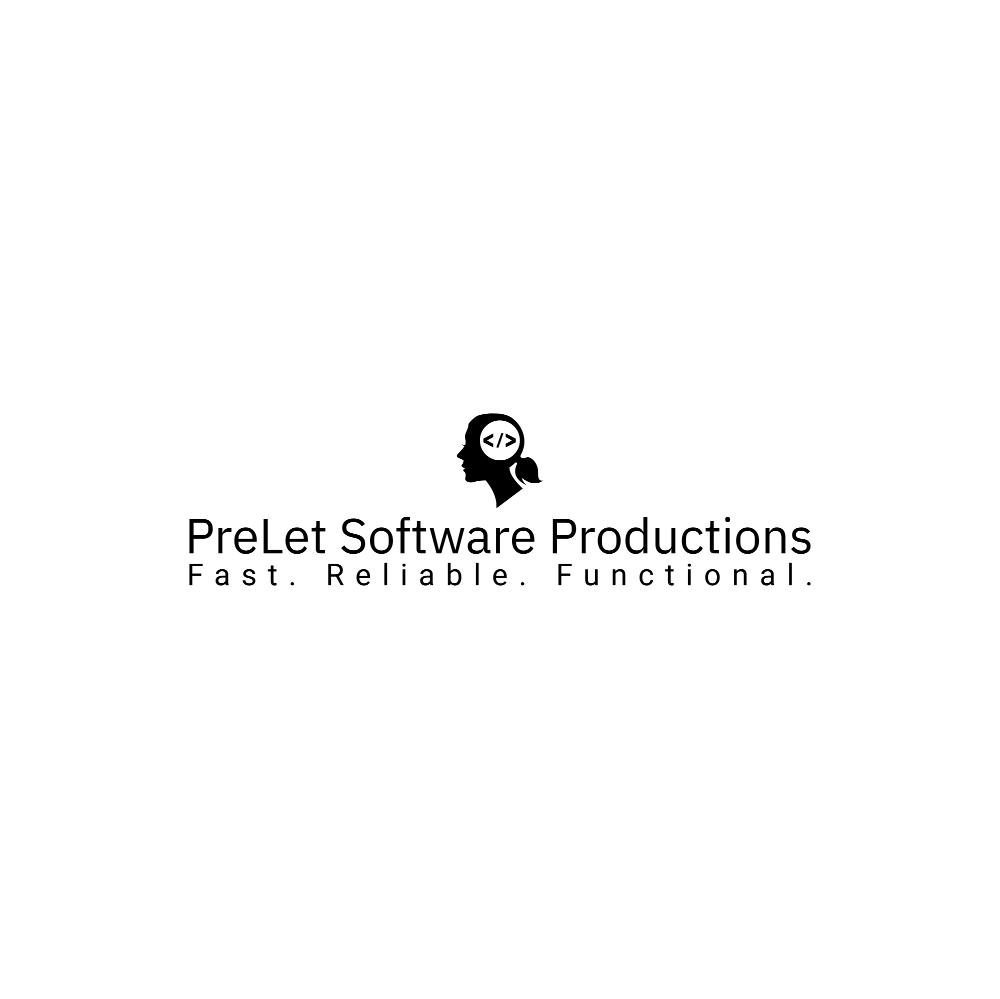 </>
PreLet Software Productions
Fast. Reliable. Functional.